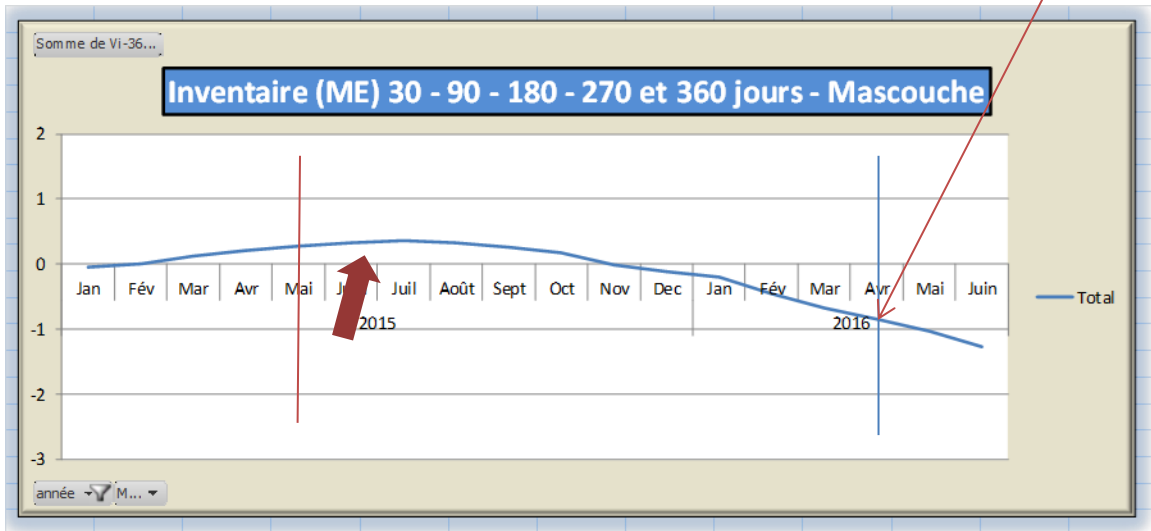 Somme de Vi-36...
Inventaire (ME) 30 - 90 - 180 - 270 et 360 jours - Mascouche
2
1
0
Jan Fév Mar Avr Mai Juil Août Sept Oct Nov Dec Jan Fév Mar Avr Mai Juin
Total
-1
2015 2016
-2
-3
année M...